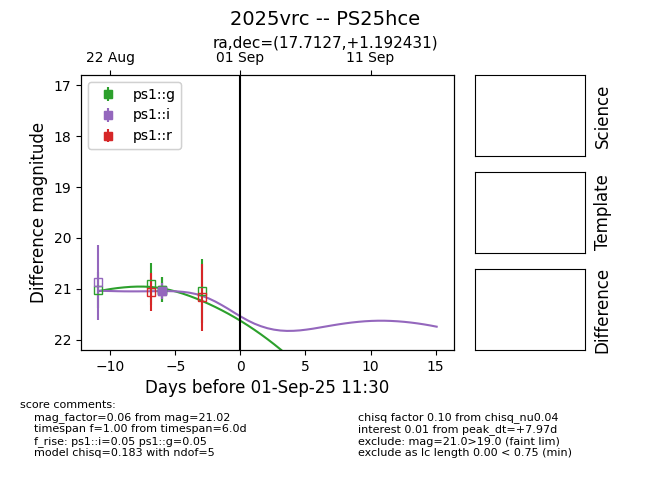 2025vrc -- PS25hce
ra,dec=(17.7127,+1.192431)
22 Aug
01 Sep
11 Sep
17
18
19
20
21
22
Difference magnitude
ps1::g
ps1::i
ps1::r
−10
−5
0
5
10
15
Days before 01-Sep-25 11:30
Science
Template
Difference
score comments:
mag_factor=0.06 from mag=21.02
timespan f=1.00 from timespan=6.0d
f_rise: ps1::i=0.05 ps1::g=0.05
model chisq=0.183 with ndof=5
chisq factor 0.10 from chisq_nu0.04
interest 0.01 from peak_dt=+7.97d
exclude: mag=21.0>19.0 (faint lim)
exclude as lc length 0.00 < 0.75 (min)